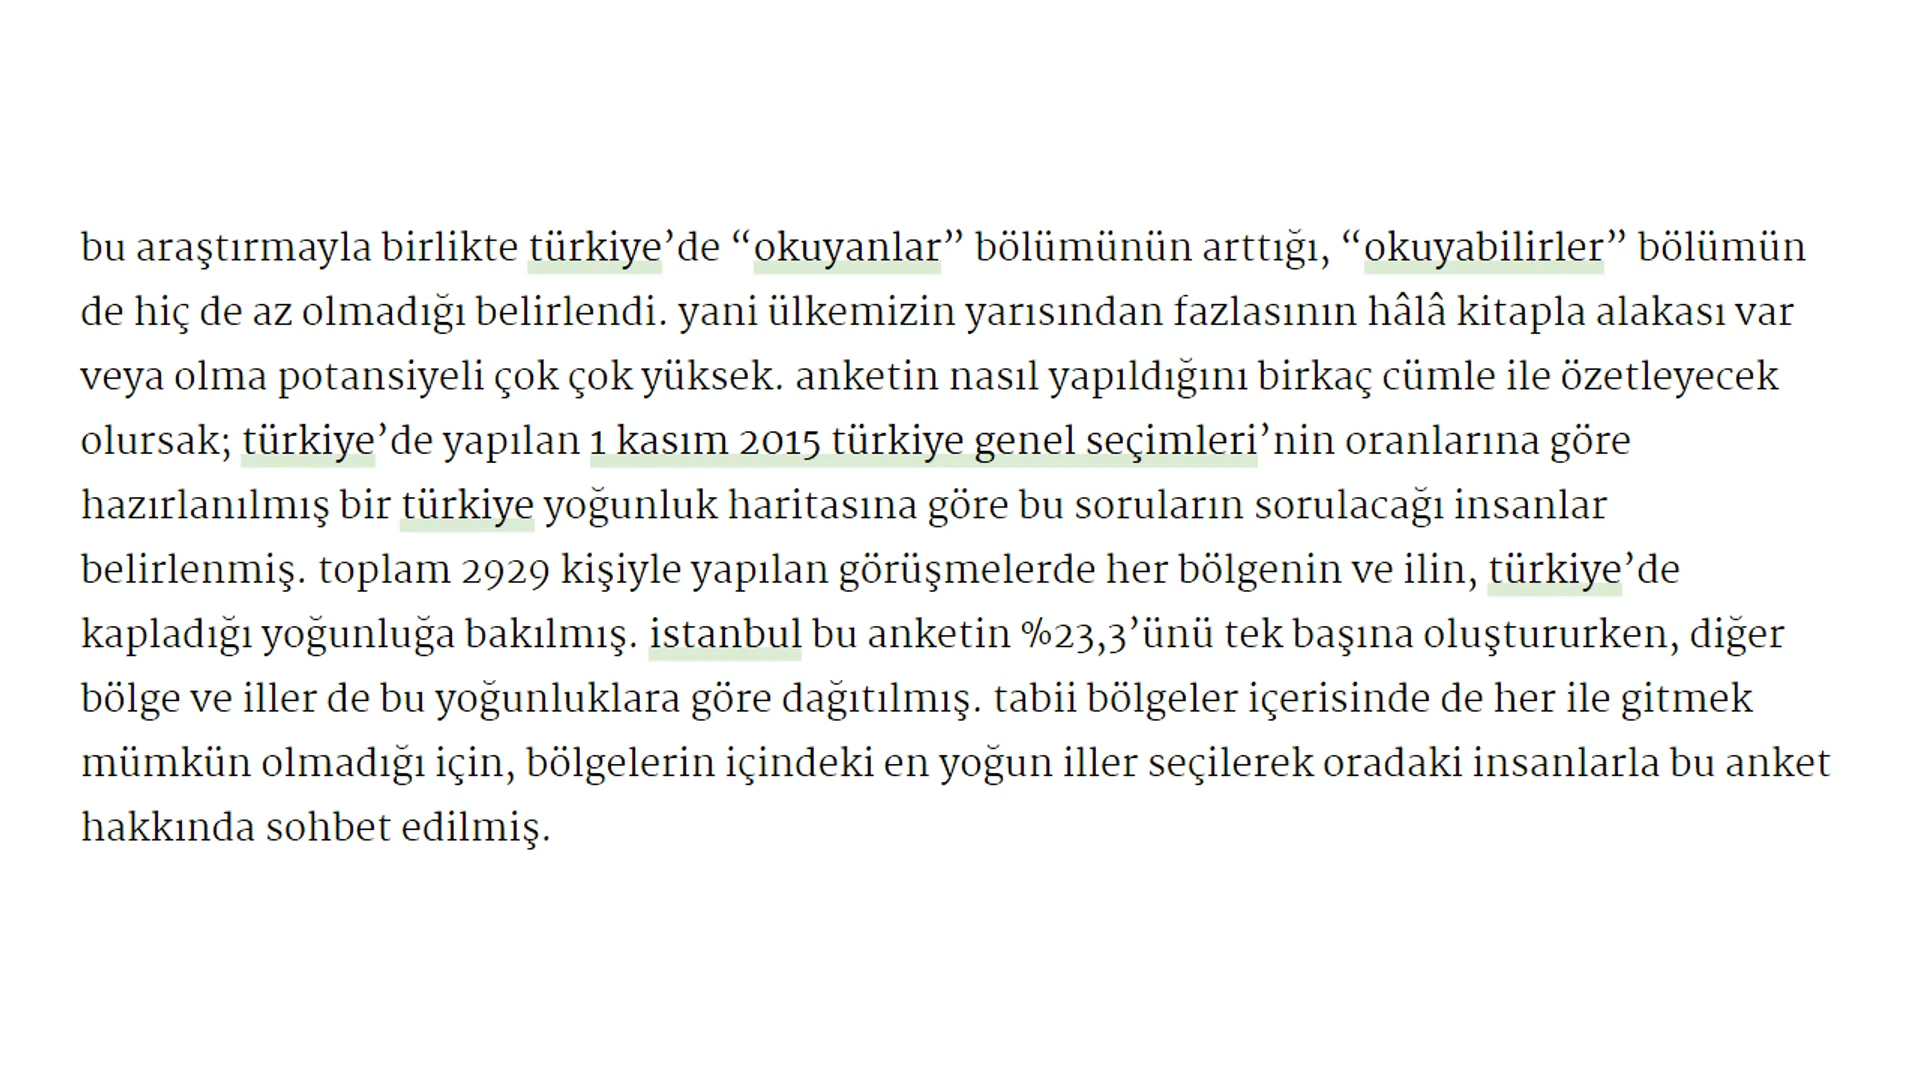 bu araştırmayla birlikte türkiye’de “okuyanlar” bölümünün arttığı, “okuyabilirler” bölümün
de hiç de az olmadığı belirlendi. yani ülkemizin yarısından fazlasının hâlâ kitapla alakası var
veya olma potansiyeli çok çok yüksek. anketin nasıl yapıldığını birkaç cümle ile özetleyecek
olursak; türkiye’de yapılan 1 kasım 2015 türkiye genel seçimleri’nin oranlarına göre
hazırlanılmış bir türkiye yoğunluk haritasına göre bu soruların sorulacağı insanlar
belirlenmiş. toplam 2929 kişiyle yapılan görüşmelerde her bölgenin ve ilin, türkiye’de
kapladığı yoğunluğa bakılmış. istanbul bu anketin %23,3’ünü tek başına oluştururken, diğer
bölge ve iller de bu yoğunluklara göre dağıtılmış. tabii bölgeler içerisinde de her ile gitmek
mümkün olmadığı için, bölgelerin içindeki en yoğun iller seçilerek oradaki insanlarla bu anket
hakkında sohbet edilmiş.